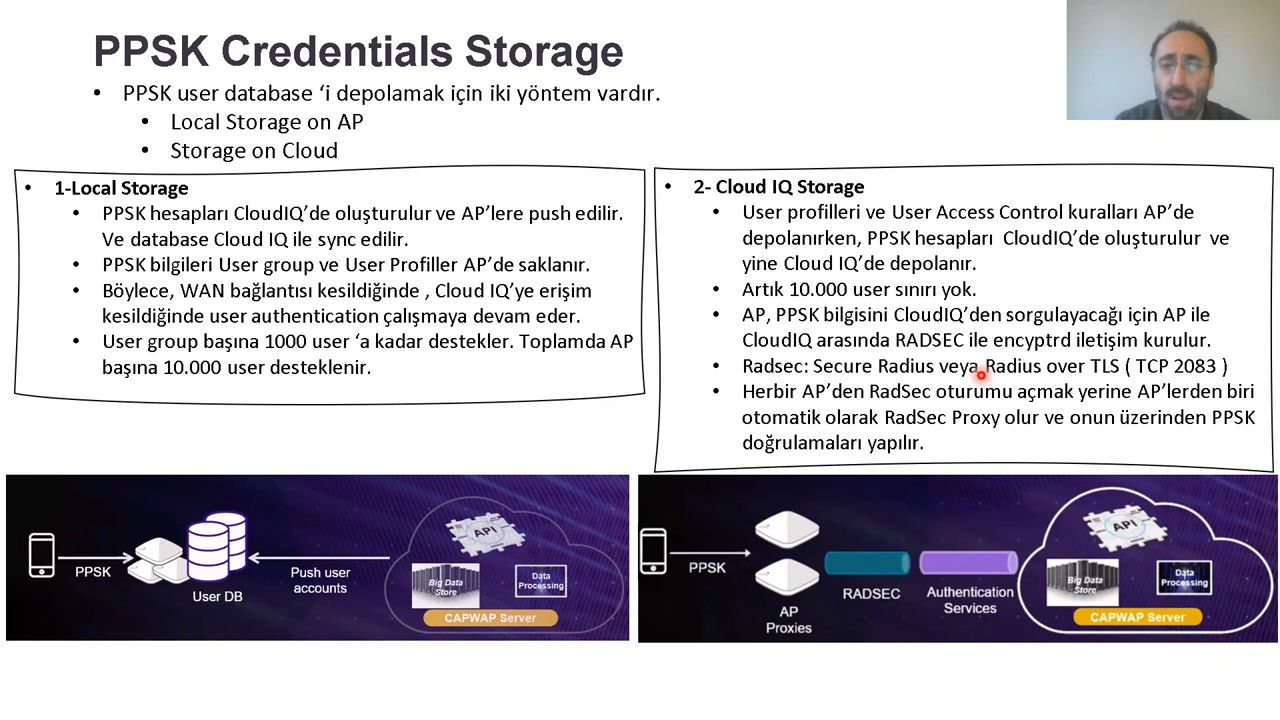 PPSK Credentials Storage
• PPSK user database ‘i depolamak için iki yöntem vardır.
• Local Storage on AP
• Storage on Cloud
• 1-Local Storage
• PPSK hesapları CloudIQ’de oluşturulur ve AP’lere push edilir.
Ve database Cloud IQ ile sync edilir.
• PPSK bilgileri User group ve User Profiller AP’de saklanır.
• Böylece, WAN bağlantısı kesildiğinde , Cloud IQ’ye erişim
kesildiğinde user authentication çalışmaya devam eder.
• User group başına 1000 user ‘a kadar destekler. Toplamda AP
başına 10.000 user desteklenir.
• 2- Cloud IQ Storage
• User profilleri ve User Access Control kuralları AP’de
depolanırken, PPSK hesapları CloudIQ’de oluşturulur ve
yine Cloud IQ’de depolanır.
• Artık 10.000 user sınırı yok.
• AP, PPSK bilgisini CloudIQ’den sorgulayacağı için AP ile
CloudIQ arasında RADSEC ile encyptrd iletişim kurulur.
• Radsec: Secure Radius veya Radius over TLS ( TCP 2083 )
• Herbir AP’den RadSec oturumu açmak yerine AP’lerden biri
otomatik olarak RadSec Proxy olur ve onun üzerinden PPSK
doğrulamaları yapılır.
PPSK
User DB
Push user
accounts
API
Big Data
Store
Data
Processing
CAPWAP Server
PPSK
AP
Proxies
RADSEC
Authentication
Services
API
Big Data
Store
Data
Processing
CAPWAP Server